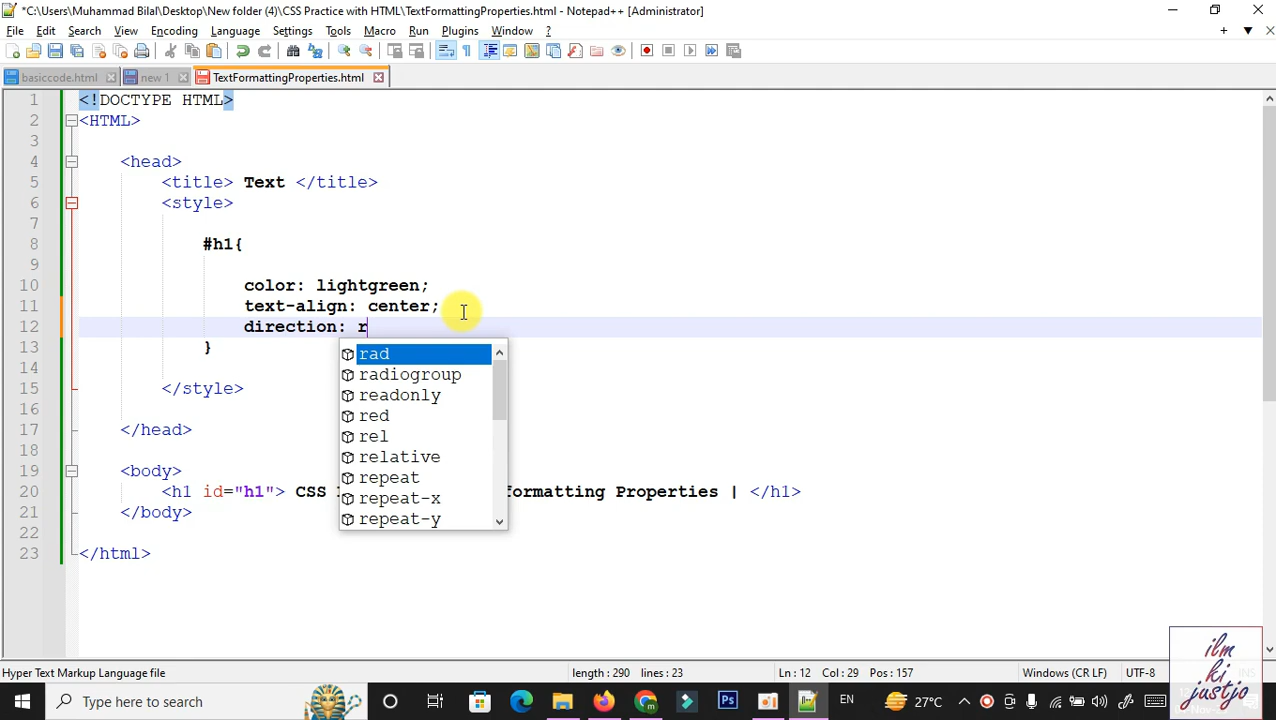 *C:\Users\Muhammad Bilal\Desktop\New folder (4)\CSS Practice with HTML\TextFormattingProperties.html - Notepad++ [Administrator]
File Edit Search View Encoding Language Settings Tools Macro Run Plugins Window ?
basiccode.html new 1 TextFormattingProperties.html
1 <!DOCTYPE HTML>
2 <HTML>
3
4 <head>
5 <title> Text </title>
6 <style>
7
8 #h1{
9
10 color: lightgreen;
11 text-align: center;
12 direction: r
13 }
14
15 </style>
16
17 </head>
18
19 <body>
20 <h1 id="h1"> CSS formatting Properties | </h1>
21 </body>
22
23 </html>
rad
radiogroup
readonly
red
rel
relative
repeat
repeat-x
repeat-y
Hyper Text Markup Language file length : 290 lines : 23 Ln : 12 Col : 29 Pos : 157 Windows (CR LF) UTF-8 INS
Type here to search
EN 27°C
ilm
ki
justjo